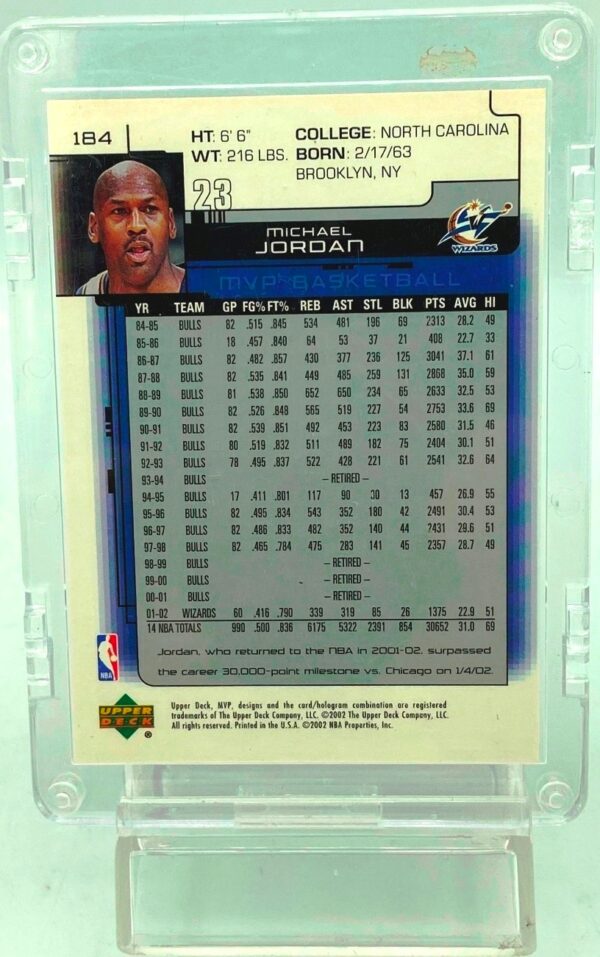 184
HT: 6' 6" COLLEGE: NORTH CAROLINA
WT: 216 LBS. BORN: 2/17/63
BROOKLYN, NY
23
MICHAEL
JORDAN
WIZARDS
MVP BASKETBALL
YR TEAM GP FG% FT% REB AST STL BLK PTS AVG HI
84-85 BULLS 82 .515 .845 534 481 196 69 2313 28.2 49
85-86 BULLS 18 .457 .840 64 53 37 21 408 22.7 33
86-87 BULLS 82 .482 .857 430 377 236 125 3041 37.1 61
87-88 BULLS 82 .535 .841 449 485 259 131 2868 35.0 59
88-89 BULLS 81 .538 .850 652 650 234 65 2633 32.5 53
89-90 BULLS 82 .526 .848 565 519 227 54 2753 33.6 69
90-91 BULLS 82 .539 .851 492 453 223 83 2580 31.5 46
91-92 BULLS 80 .519 .832 511 489 182 75 2404 30.1 51
92-93 BULLS 78 .495 .837 522 428 221 61 2541 32.6 64
93-94 BULLS – RETIRED –
94-95 BULLS 17 .411 .801 117 90 30 13 457 26.9 55
95-96 BULLS 82 .495 .834 543 352 180 42 2491 30.4 53
96-97 BULLS 82 .486 .833 482 352 140 44 2431 29.6 51
97-98 BULLS 82 .465 .784 475 283 141 45 2357 28.7 49
98-99 BULLS – RETIRED –
99-00 BULLS – RETIRED –
00-01 BULLS – RETIRED –
01-02 WIZARDS 60 .416 .790 339 319 85 26 1375 22.9 51
14 NBA TOTALS 990 .500 .836 6175 5322 2391 854 30652 31.0 69
Jordan, who returned to the NBA in 2001-02, surpassed
the career 30,000-point milestone vs. Chicago on 1/4/02.
NBA
UPPER
DECK
®
Upper Deck, MVP, designs and the card/hologram combination are registered
trademarks of The Upper Deck Company, LLC. ©2002 The Upper Deck Company, LLC.
All rights reserved. Printed in the U.S.A. ©2002 NBA Properties, Inc.